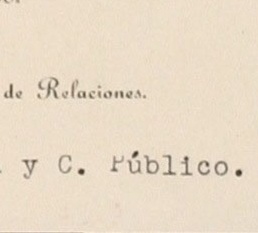 de Relaciones.
y C. Público.